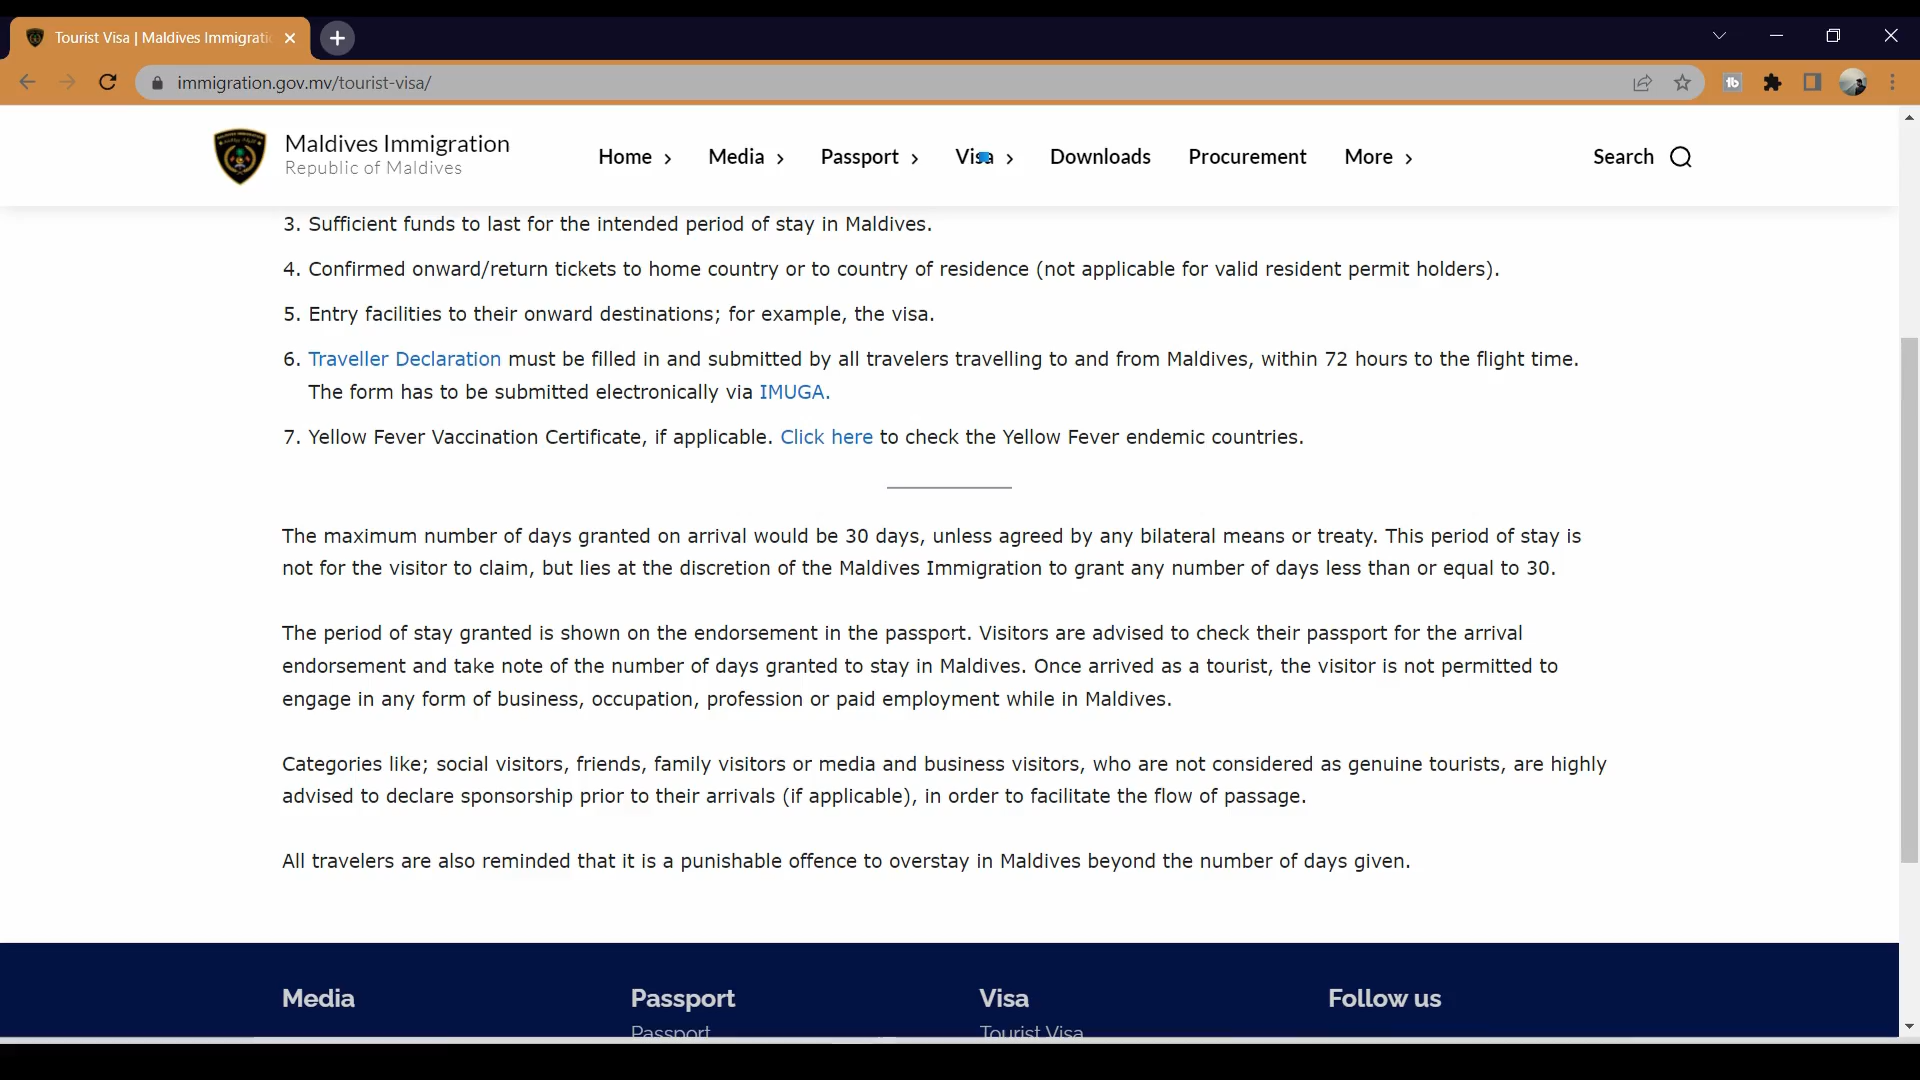 Tourist Visa | Maldives Immigrati
immigration.gov.mv/tourist-visa/
Maldives Immigration
Republic of Maldives
Home
Media
Passport
Visa
Downloads
Procurement
More
Search
3. Sufficient funds to last for the intended period of stay in Maldives.
4. Confirmed onward/return tickets to home country or to country of residence (not applicable for valid resident permit holders).
5. Entry facilities to their onward destinations; for example, the visa.
6. Traveller Declaration must be filled in and submitted by all travelers travelling to and from Maldives, within 72 hours to the flight time.
The form has to be submitted electronically via IMUGA.
7. Yellow Fever Vaccination Certificate, if applicable. Click here to check the Yellow Fever endemic countries.
The maximum number of days granted on arrival would be 30 days, unless agreed by any bilateral means or treaty. This period of stay is
not for the visitor to claim, but lies at the discretion of the Maldives Immigration to grant any number of days less than or equal to 30.
The period of stay granted is shown on the endorsement in the passport. Visitors are advised to check their passport for the arrival
endorsement and take note of the number of days granted to stay in Maldives. Once arrived as a tourist, the visitor is not permitted to
engage in any form of business, occupation, profession or paid employment while in Maldives.
Categories like; social visitors, friends, family visitors or media and business visitors, who are not considered as genuine tourists, are highly
advised to declare sponsorship prior to their arrivals (if applicable), in order to facilitate the flow of passage.
All travelers are also reminded that it is a punishable offence to overstay in Maldives beyond the number of days given.
Media
Passport
Visa
Follow us
Passport
Tourist Visa